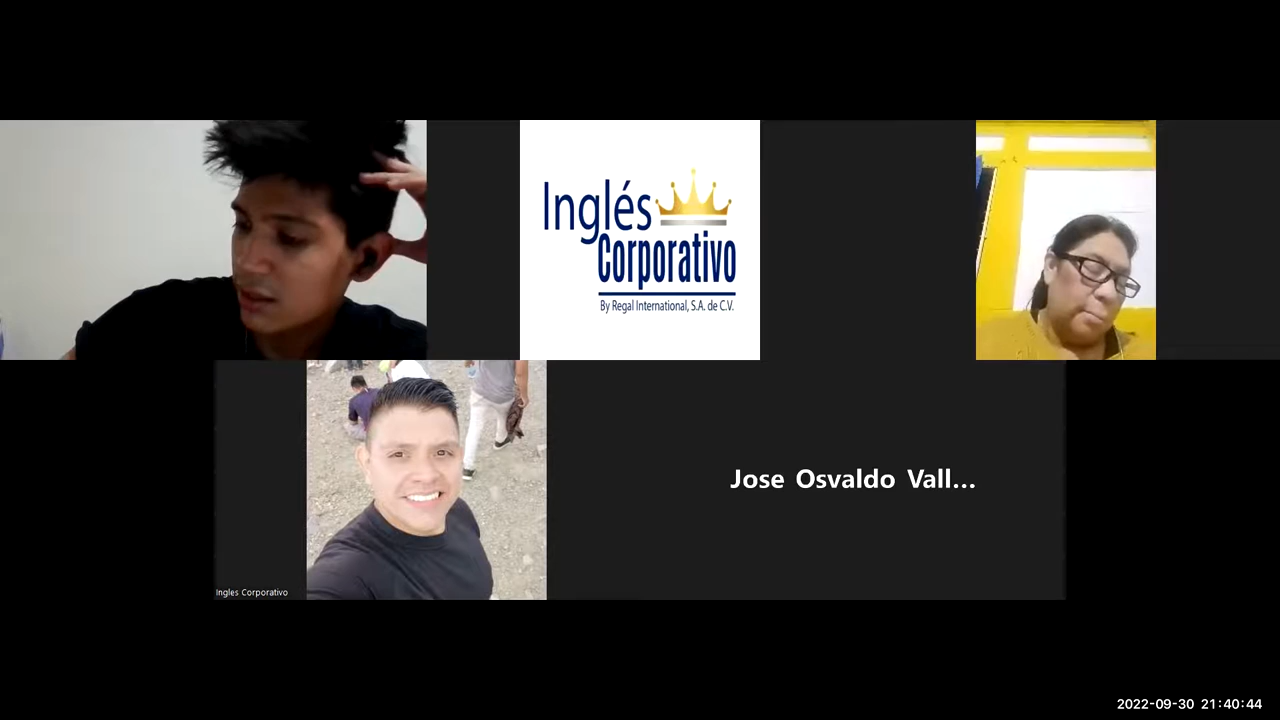 Inglés
Corporativo
By Regal International, S.A. de C.V.
Jose Osvaldo Vall...
Ingles Corporativo
2022-09-30 21:40:44